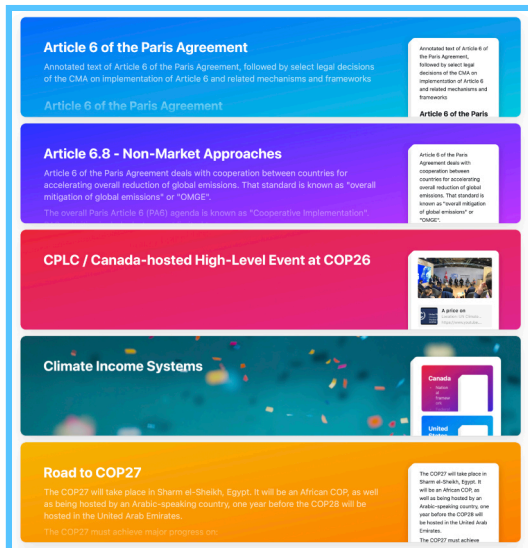 Article 6 of the Paris Agreement
Annotated text of Article 6 of the Paris Agreement, followed by select legal decisions
of the CMA on implementation of Article 6 and related mechanisms and frameworks
Article 6 of the Paris Agreement
Annotated text of Article 6 of
the Paris Agreement,
followed by select legal
decisions of the CMA on
implementation of Article 6
and related mechanisms and
frameworks
Article 6 of the Paris
Article 6.8 - Non-Market Approaches
Article 6 of the Paris Agreement deals with cooperation between countries for
accelerating overall reduction of global emissions. That standard is known as "overall
mitigation of global emissions" or "OMGE".
The overall Paris Article 6 (PA6) agenda is known as "Cooperative Implementation".
Article 6 of the Paris
Agreement deals with
cooperation between
countries for accelerating
overall reduction of global
emissions. That standard is
known as "overall mitigation
of global emissions" or
"OMGE".
CPLC / Canada-hosted High-Level Event at COP26
A price on
Climate Income Systems
Canada
United
States
Road to COP27
The COP27 will take place in Sharm el-Sheikh, Egypt. It will be an African COP, as well
as being hosted by an Arabic-speaking country, one year before the COP28 will be
hosted in the United Arab Emirates.
The COP27 must achieve major progress on:
The COP27 will take place in
Sharm el-Sheikh, Egypt. It
will be an African COP, as
well as being hosted by an
Arabic-speaking country, one
year before the COP28 will
be hosted in the United Arab
Emirates.
The COP27 must achieve